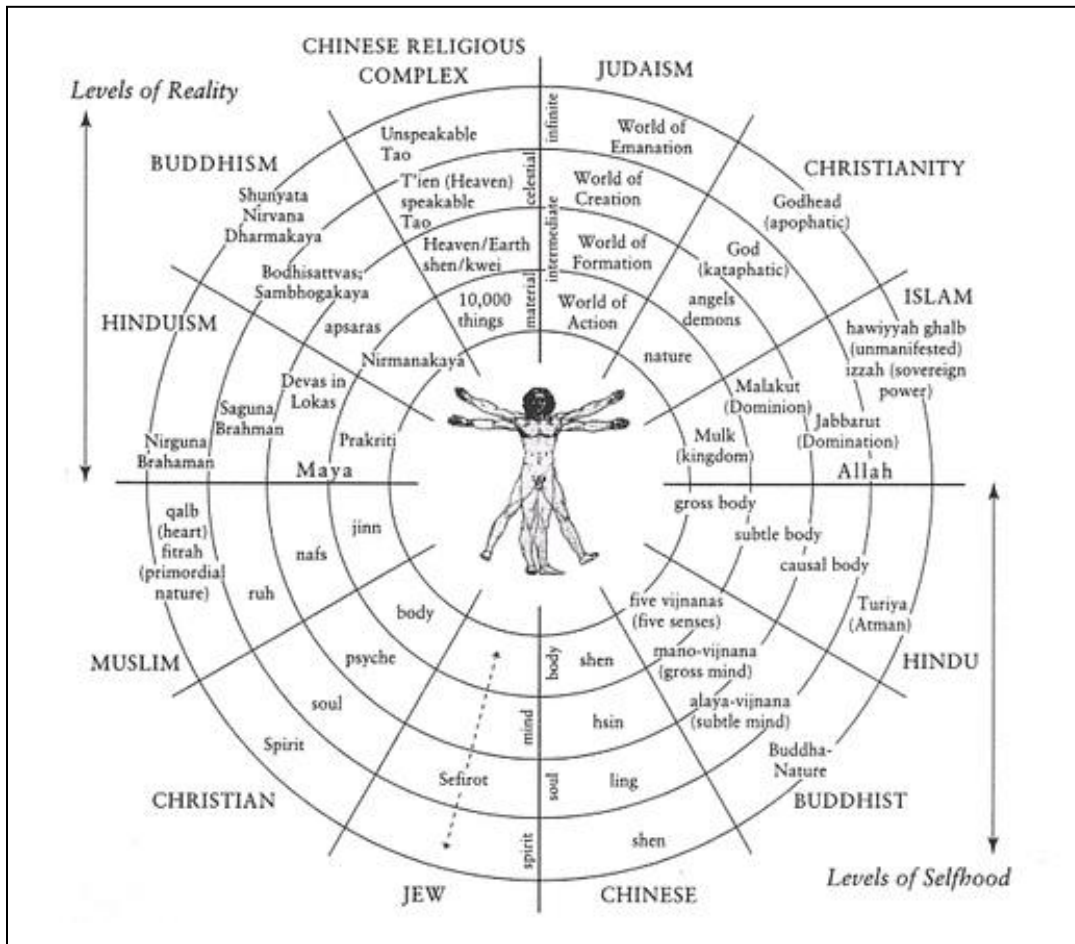 CHINESE RELIGIOUS
COMPLEX
JUDAISM
Levels of Reality
infinite
Unspeakable
Tao
World of
Emanation
BUDDHISM
CHRISTIANITY
celestial
T'ien (Heaven)
speakable
Tao
World of
Creation
Shunyata
Nirvana
Dharmakaya
Godhead
(apophatic)
intermediate
Heaven/Earth
shen/kwei
World of
Formation
God
(kataphatic)
Bodhisattvas;
Sambhogakaya
ISLAM
material
10,000
things
World of
Action
angels
demons
HINDUISM
apsaras
hawiyyah ghalb
(unmanifested)
izzah (sovereign
power)
Nirmanakaya
nature
Devas in
Lokas
Malakut
(Dominion)
Saguna
Brahman
Jabbarut
(Domination)
Prakriti
Mulk
(kingdom)
Nirguna
Brahaman
Maya
Allah
qalb
(heart)
fitrah
(primordial
nature)
jinn
gross body
nafs
subtle body
ruh
causal body
body
five vijnanas
(five senses)
Turiya
(Atman)
MUSLIM
psyche
body
shen
mano-vijnana
(gross mind)
HINDU
soul
mind
hsin
alaya-vijnana
(subtle mind)
Spirit
Sefirot
soul
ling
Buddha-
Nature
CHRISTIAN
BUDDHIST
spirit
shen
JEW
CHINESE
Levels of Selfhood